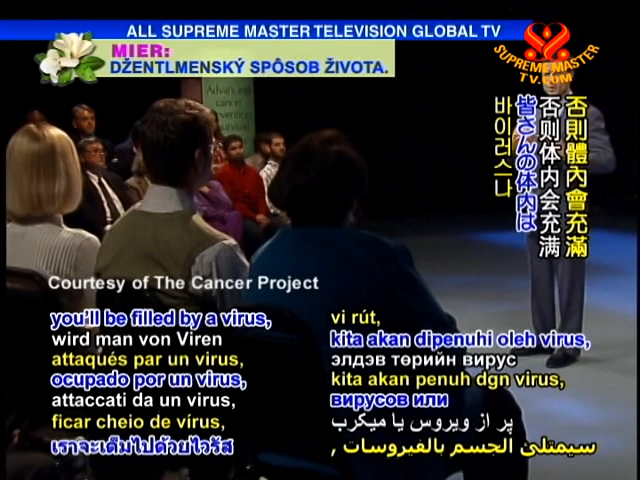 ALL SUPREME MASTER TELEVISION GLOBAL TV
MIER:
DŽENTLMENSKÝ SPÔSOB ŽIVOTA.
SUPREME MASTER
TV.COM
Advancing
cancer
否則體內會充滿
否则体内会充满
皆さんの体内は
바이러스나
Courtesy of The Cancer Project
you'll be filled by a virus,
wird man von Viren
attaqués par un virus,
ocupado por un virus,
attaccati da un virus,
ficar cheio de vírus,
เราจะเต็มไปด้วยไวรัส
vi rút,
kita akan dipenuhi oleh virus,
элдэв төрийн вирус
kita akan penuh dgn virus,
вирусов или
پر از ویروس یا میکرب
سيمتلئ الجسم بالفيروسات ,